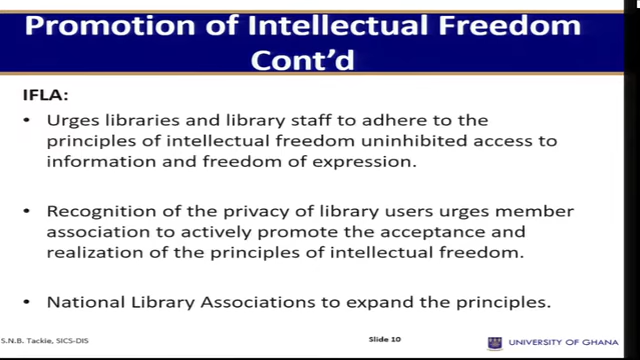 Promotion of Intellectual Freedom
Cont’d
IFLA:
• Urges libraries and library staff to adhere to the
principles of intellectual freedom uninhibited access to
information and freedom of expression.
• Recognition of the privacy of library users urges member
association to actively promote the acceptance and
realization of the principles of intellectual freedom.
• National Library Associations to expand the principles.
S.N.B. Tackie, SICS-DIS
Slide 10
UNIVERSITY OF GHANA